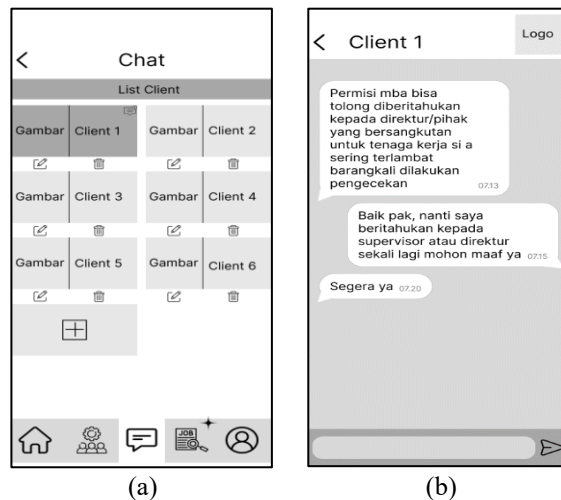 Chat
List Client
Gambar Client 1 Gambar Client 2
Gambar Client 3 Gambar Client 4
Gambar Client 5 Gambar Client 6
JOB
(a)
Client 1
Logo
Permisi mba bisa
tolong diberitahukan
kepada direktur/pihak
yang bersangkutan
untuk tenaga kerja si a
sering terlambat
barangkali dilakukan
pengecekan 07.13
Baik pak, nanti saya
beritahukan kepada
supervisor atau direktur
sekali lagi mohon maaf ya 07.15
Segera ya 07.20
(b)